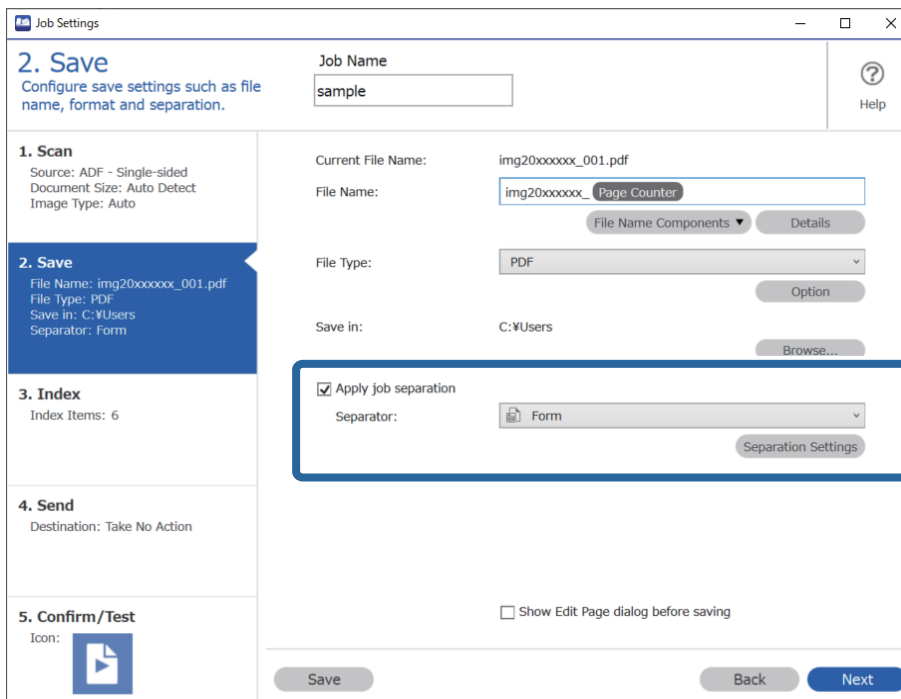 Job Settings
2. Save
Configure save settings such as file
name, format and separation.
Job Name
sample
Help
1. Scan
Source: ADF - Single-sided
Document Size: Auto Detect
Image Type: Auto
2. Save
File Name: img20xxxxxx_001.pdf
File Type: PDF
Save in: C:¥Users
Separator: Form
3. Index
Index Items: 6
4. Send
Destination: Take No Action
5. Confirm/Test
Icon:
Current File Name: img20xxxxxx_001.pdf
File Name: img20xxxxxx_ Page Counter
File Name Components ▼ Details
File Type: PDF
Option
Save in: C:¥Users
Browse...
Apply job separation
Separator: Form
Separation Settings
Show Edit Page dialog before saving
Save Back Next